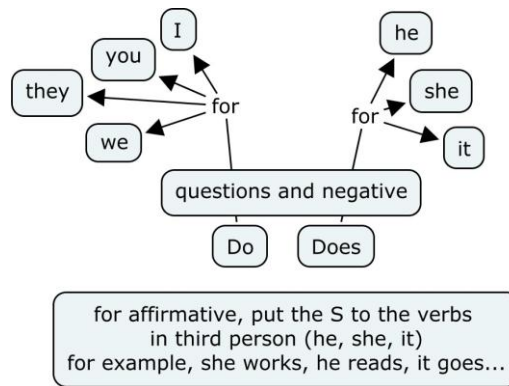 I
he
you
they
she
for
for
we
it
questions and negative
Do
Does
for affirmative, put the S to the verbs
in third person (he, she, it)
for example, she works, he reads, it goes...